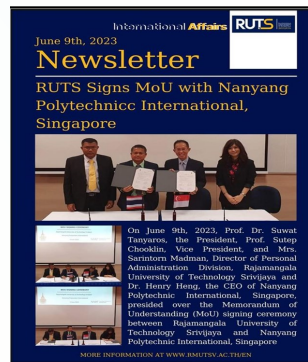 International Affairs
RUTS
June 9th, 2023
Newsletter
RUTS Signs MoU with Nanyang
Polytechnicc International,
Singapore
On June 9th, 2023, Prof. Dr. Suwat
Tanyaros, the President, Prof. Sutep
Chooklin, Vice President, and Mrs.
Sarintorn Madman, Director of Personal
Administration Division, Rajamangala
University of Technology Srivijaya and
Dr. Henry Heng, the CEO of Nanyang
Polytechnic International, Singapore,
presided over the Memorandum of
Understanding (MoU) signing ceremony
between Rajamangala University of
Technology Srivijaya and Nanyang
Polytechnic International, Singapore
MORE INFORMATION AT WWW.RMUTSV.AC.TH/EN